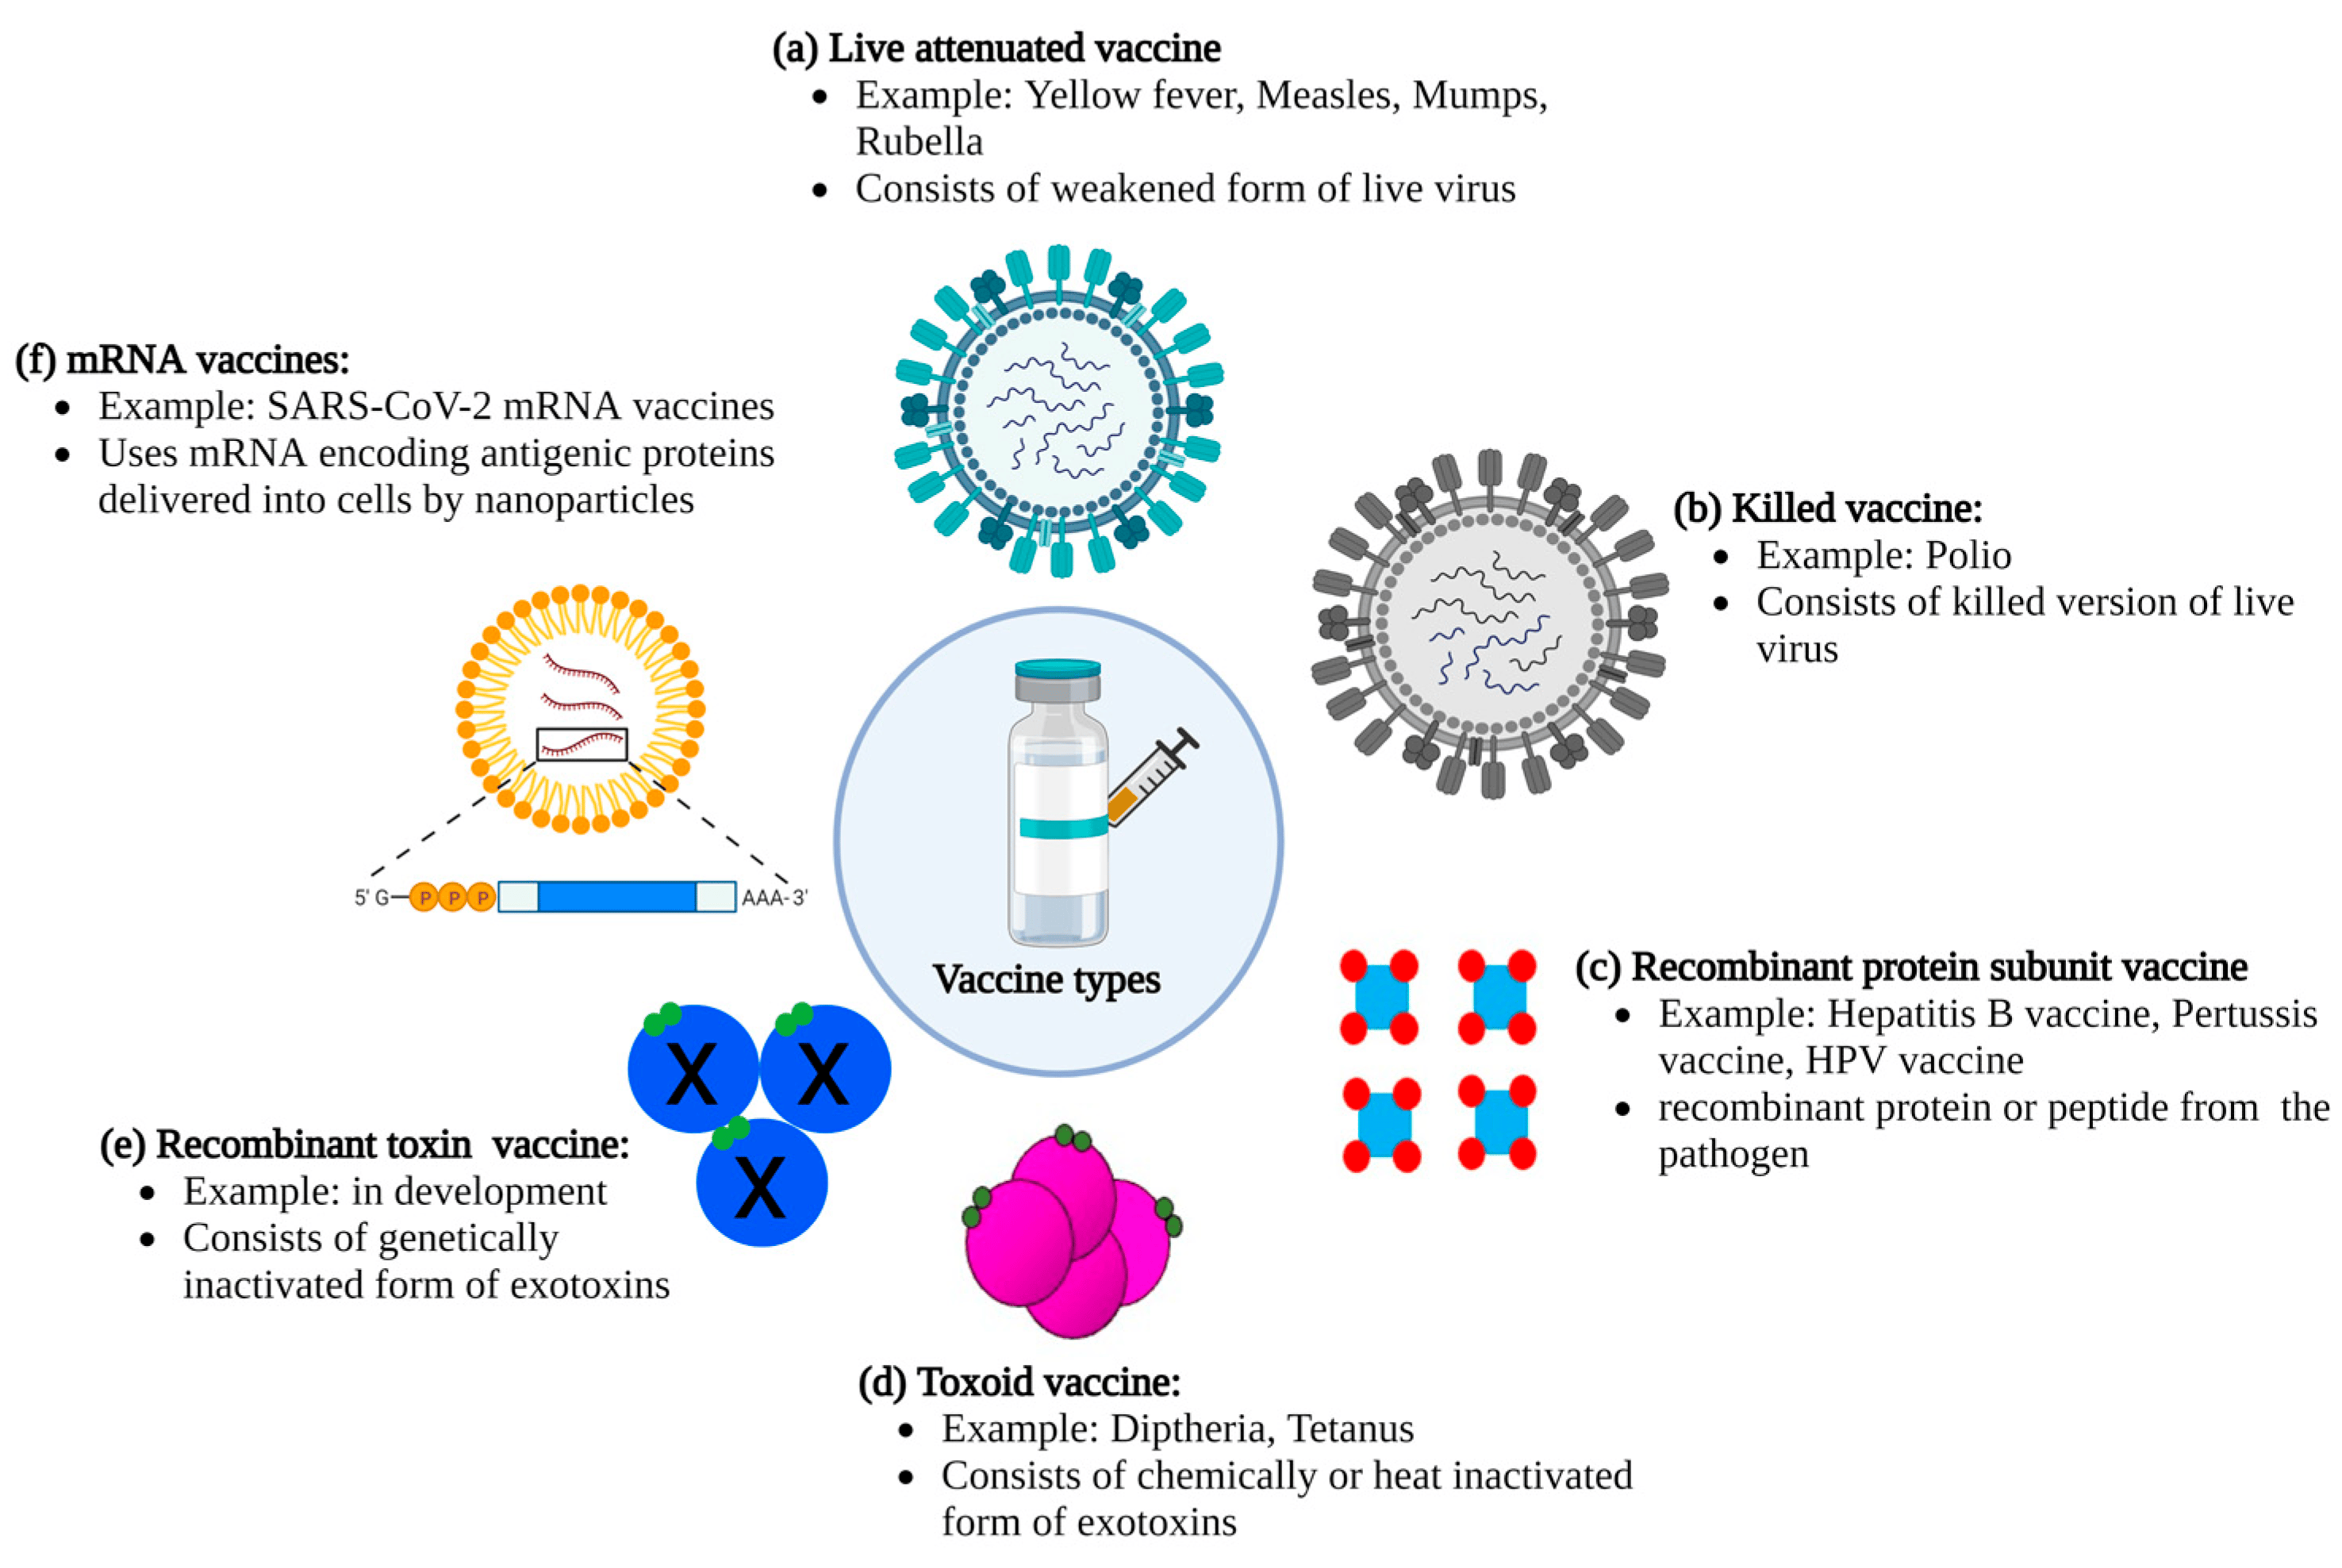 (a) Live attenuated vaccine
• Example: Yellow fever, Measles, Mumps,
Rubella
• Consists of weakened form of live virus
(f) mRNA vaccines:
• Example: SARS-CoV-2 mRNA vaccines
• Uses mRNA encoding antigenic proteins
delivered into cells by nanoparticles
(b) Killed vaccine:
• Example: Polio
• Consists of killed version of live
virus
5' G P P P AAA-3'
Vaccine types
(c) Recombinant protein subunit vaccine
• Example: Hepatitis B vaccine, Pertussis
vaccine, HPV vaccine
• recombinant protein or peptide from the
pathogen
X X
X
(e) Recombinant toxin vaccine:
• Example: in development
• Consists of genetically
inactivated form of exotoxins
(d) Toxoid vaccine:
• Example: Diptheria, Tetanus
• Consists of chemically or heat inactivated
form of exotoxins